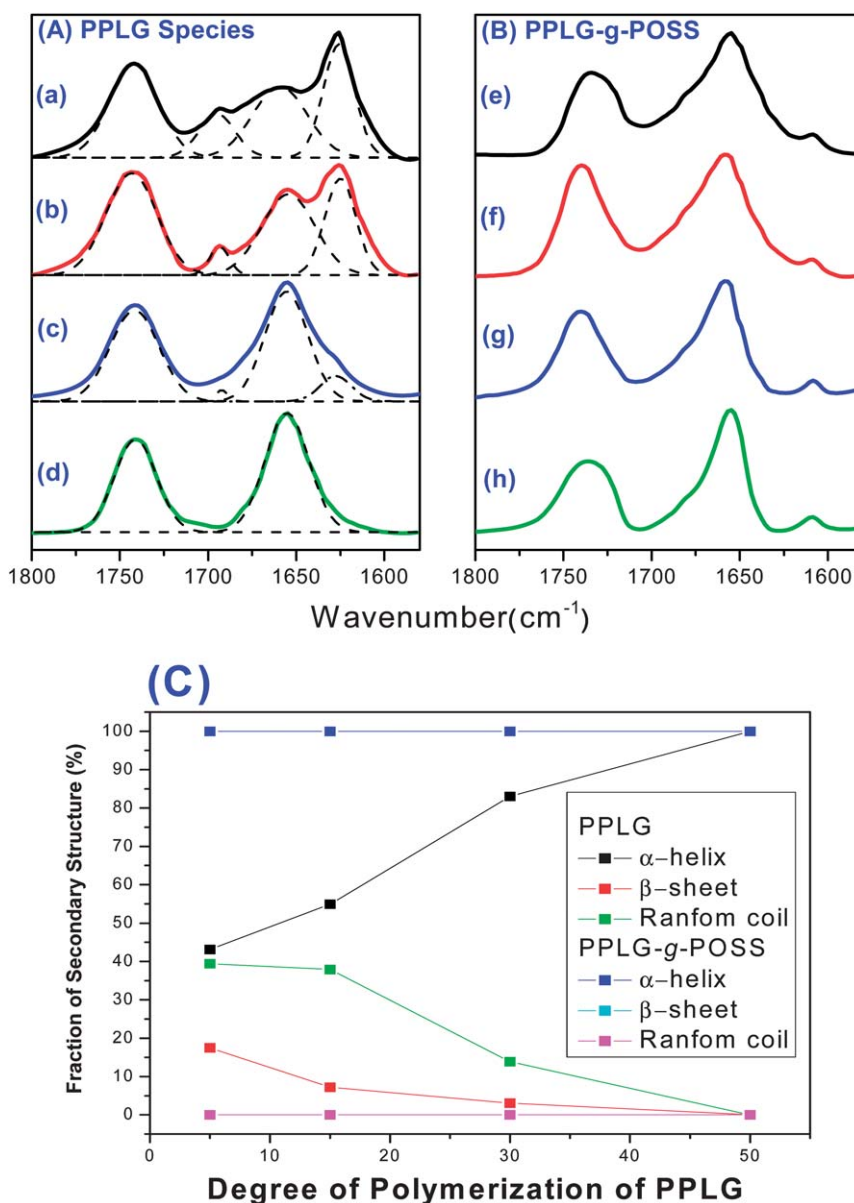 (A) PPLG Species
(B) PPLG-g-POSS
(a)
(b)
(c)
(d)
(e)
(f)
(g)
(h)
1800 1750 1700 1650 1600
1800 1750 1700 1650 1600
Wavenumber(cm⁻¹)
(C)
Fraction of Secondary Structure (%)
100
90
80
70
60
50
40
30
20
10
0
PPLG
α-helix
β-sheet
Ranfom coil
PPLG-g-POSS
α-helix
β-sheet
Ranfom coil
0 10 20 30 40 50
Degree of Polymerization of PPLG